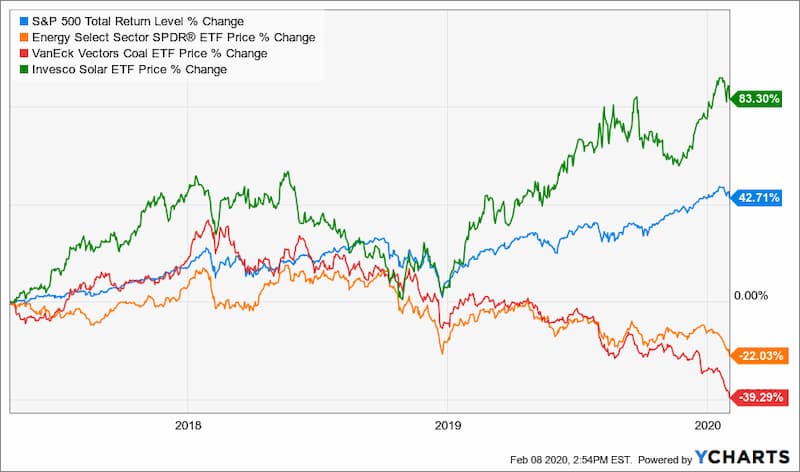 S&P 500 Total Return Level % Change
Energy Select Sector SPDR® ETF Price % Change
VanEck Vectors Coal ETF Price % Change
Invesco Solar ETF Price % Change
83.30%
42.71%
0.00%
-22.03%
-39.29%
2018 2019 2020
Feb 08 2020, 2:54PM EST. Powered by YCHARTS